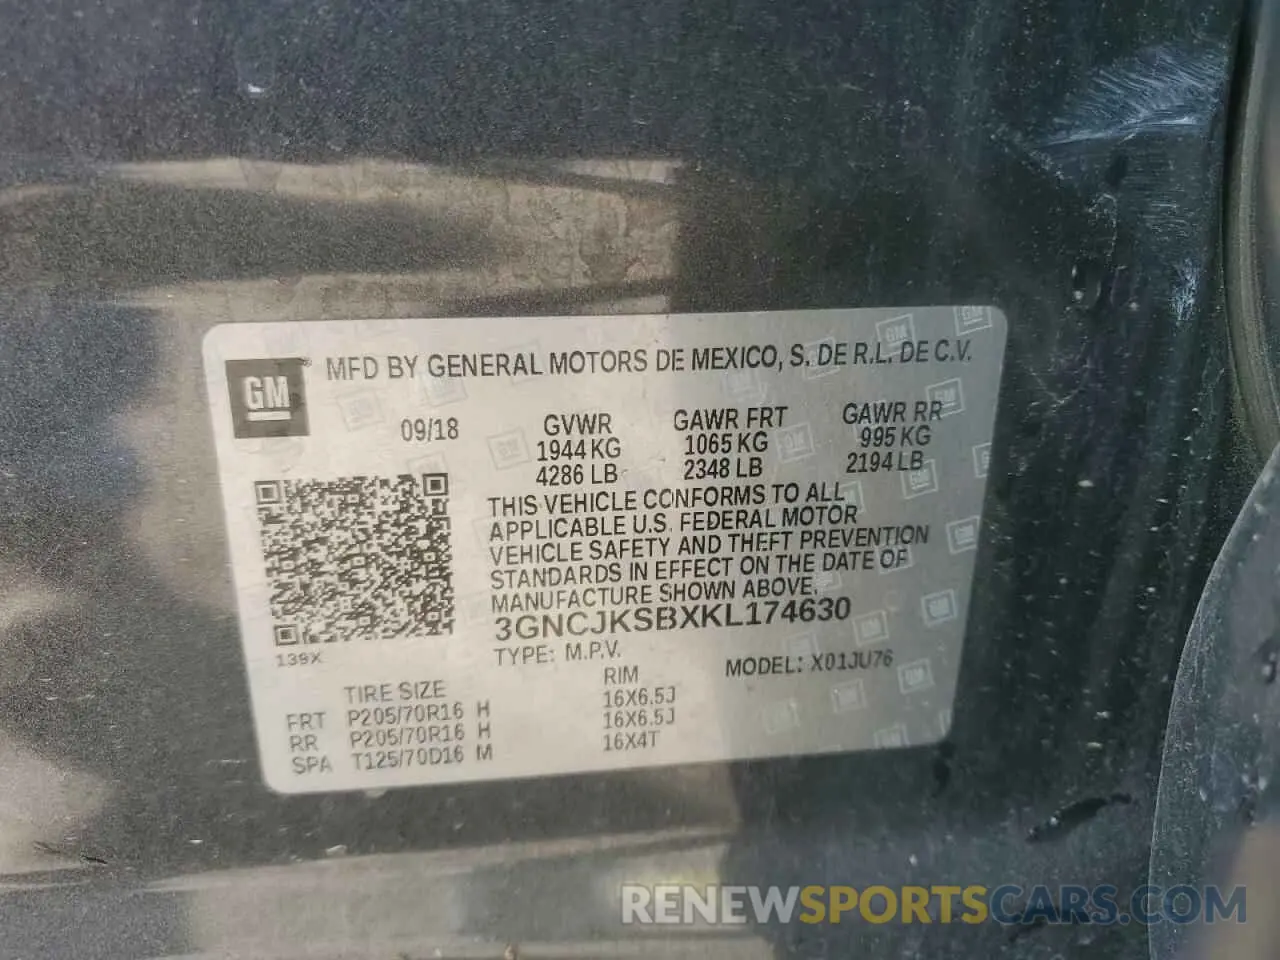 GM ® MFD BY GENERAL MOTORS DE MEXICO, S. DE R.L. DE C.V.
09/18 GVWR GAWR FRT GAWR RR
1944 KG 1065 KG 995 KG
4286 LB 2348 LB 2194 LB
THIS VEHICLE CONFORMS TO ALL
APPLICABLE U.S. FEDERAL MOTOR
VEHICLE SAFETY AND THEFT PREVENTION
STANDARDS IN EFFECT ON THE DATE OF
MANUFACTURE SHOWN ABOVE.
3GNCJKSBXKL174630
139X
TYPE: M.P.V. MODEL: X01JU76
TIRE SIZE RIM
FRT P205/70R16 H 16X6.5J
RR P205/70R16 H 16X6.5J
SPA T125/70D16 M 16X4T
RENEWSPORTSCARS.COM